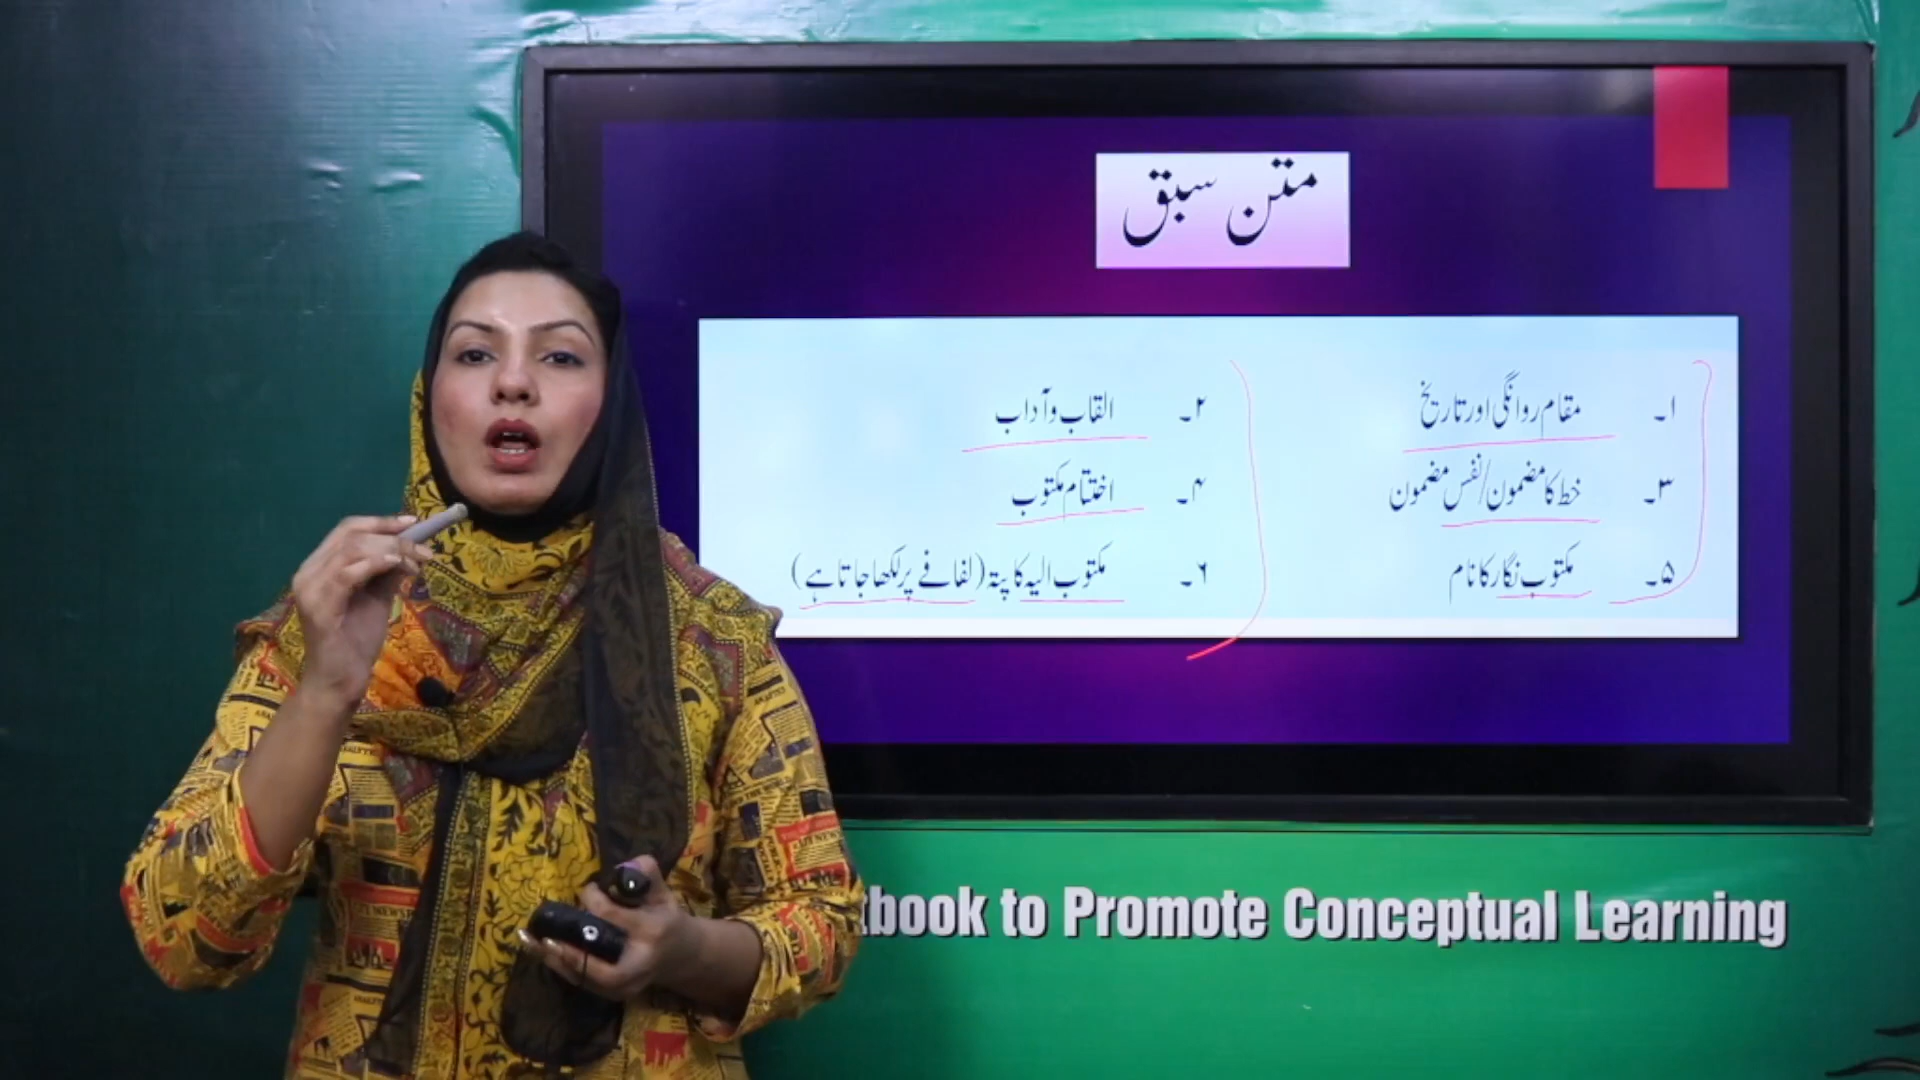 متن سبق
۱۔ مقام روانگی اور تاریخ ۲۔ القاب و آداب
۳۔ خط کا مضمون/نفس مضمون ۴۔ اختتام مکتوب
۵۔ مکتوب نگار کا نام ۶۔ مکتوب الیہ کا پتہ (لفافے پر لکھا جاتا ہے)
tbook to Promote Conceptual Learning